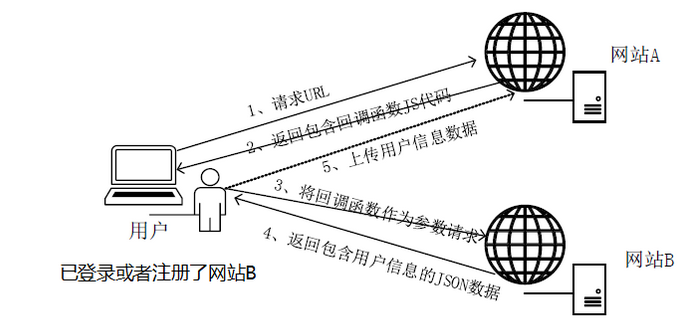 网站A
1、请求URL
2、返回包含回调函数JS代码
5、上传用户信息数据
3、将回调函数作为参数请求
用户
4、返回包含用户信息的JSON数据
网站B
已登录或者注册了网站B